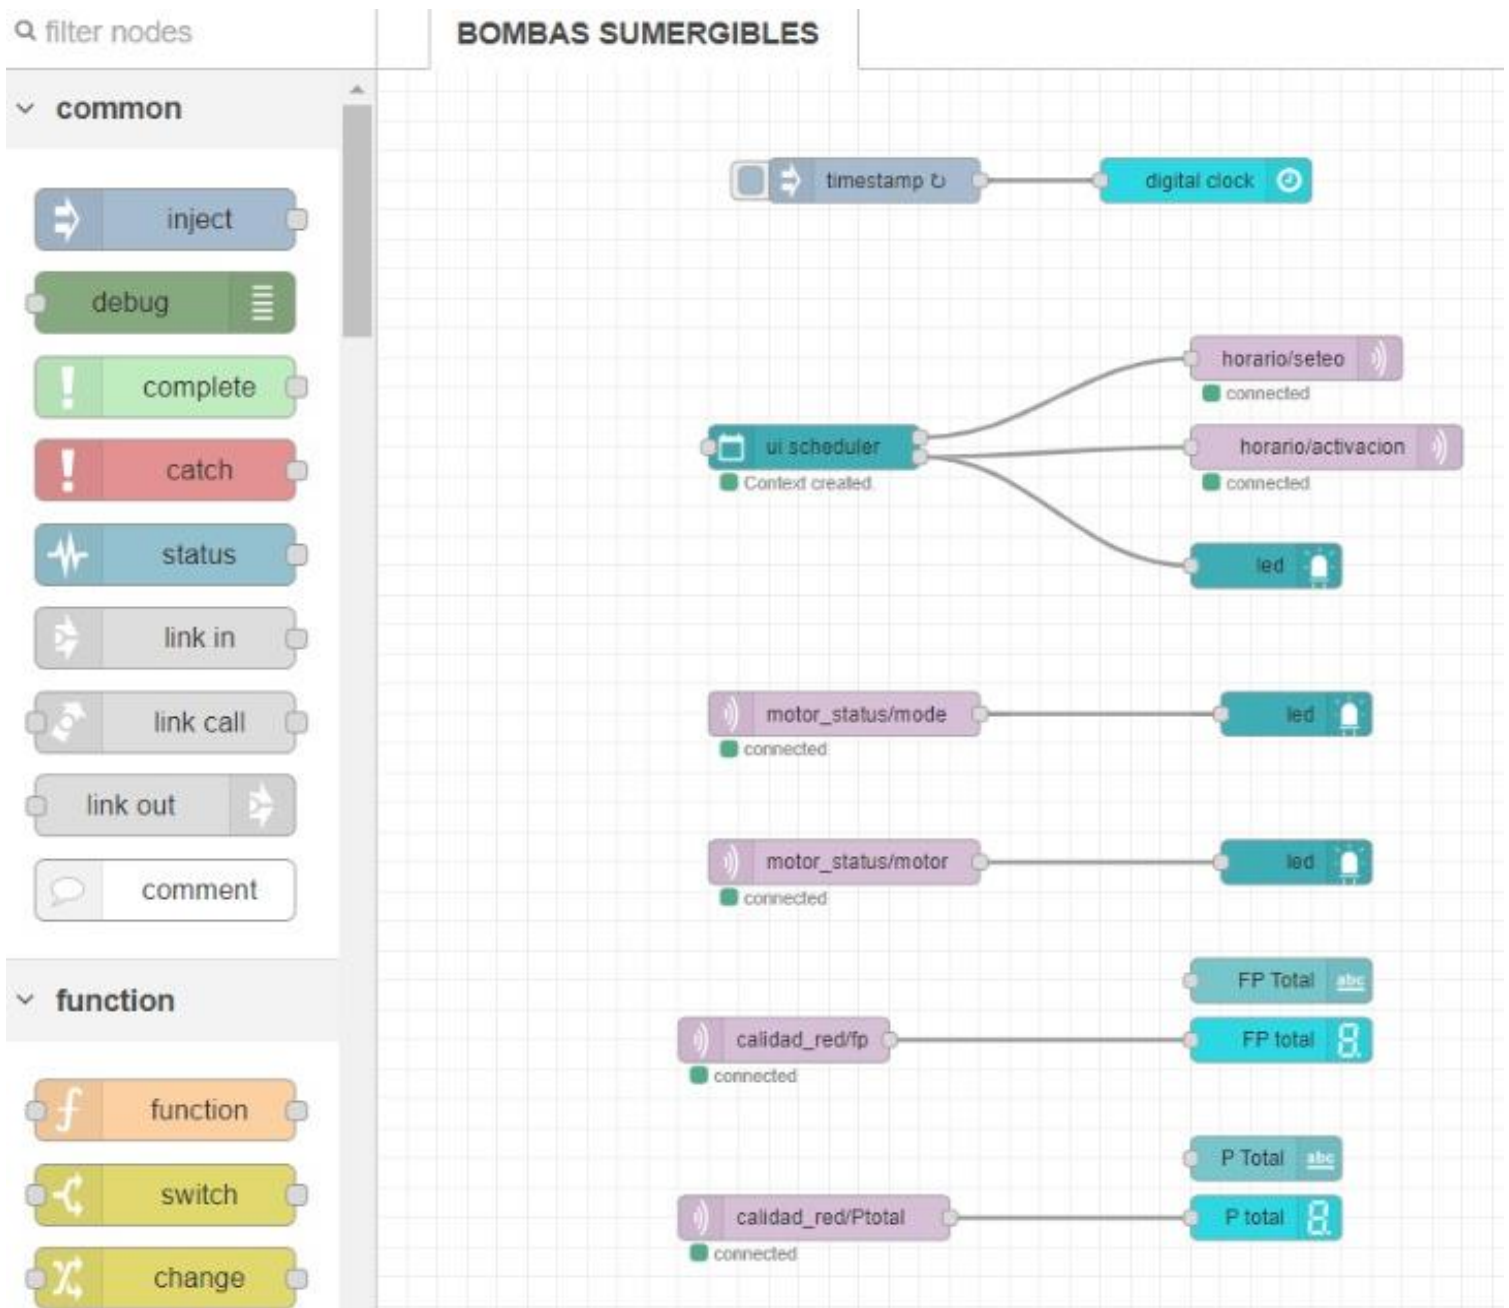 filter nodes
BOMBAS SUMERGIBLES
common
inject
debug
complete
catch
status
link in
link call
link out
comment
function
function
switch
change
timestamp ↻
digital clock
ui scheduler
Context created.
horario/seteo
connected
horario/activacion
connected
led
motor_status/mode
connected
led
motor_status/motor
connected
led
FP Total
abc
calidad_red/fp
connected
FP total
P Total
abc
calidad_red/Ptotal
connected
P total